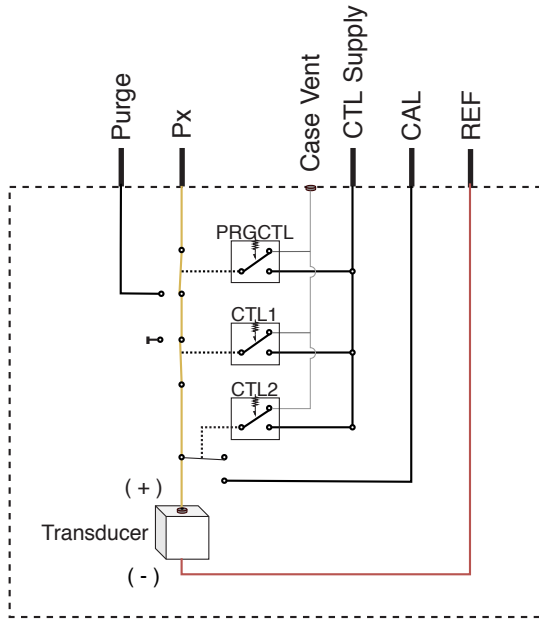 Purge
Px
Case Vent
CTL Supply
CAL
REF
PRGCTL
CTL1
CTL2
(+)
Transducer
(-)